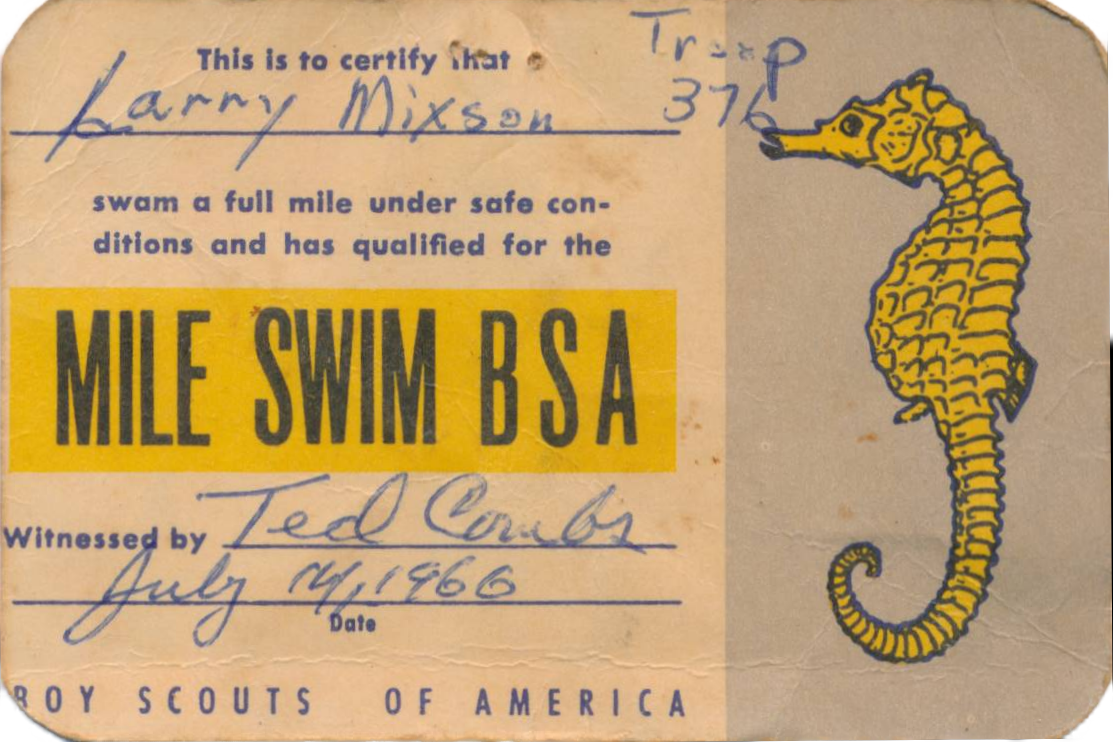 This is to certify that
Troop
Larry Mixson
376
swam a full mile under safe con-
ditions and has qualified for the
MILE SWIM BSA
Witnessed by Ted Combs
July 14, 1966
Date
BOY SCOUTS OF AMERICA